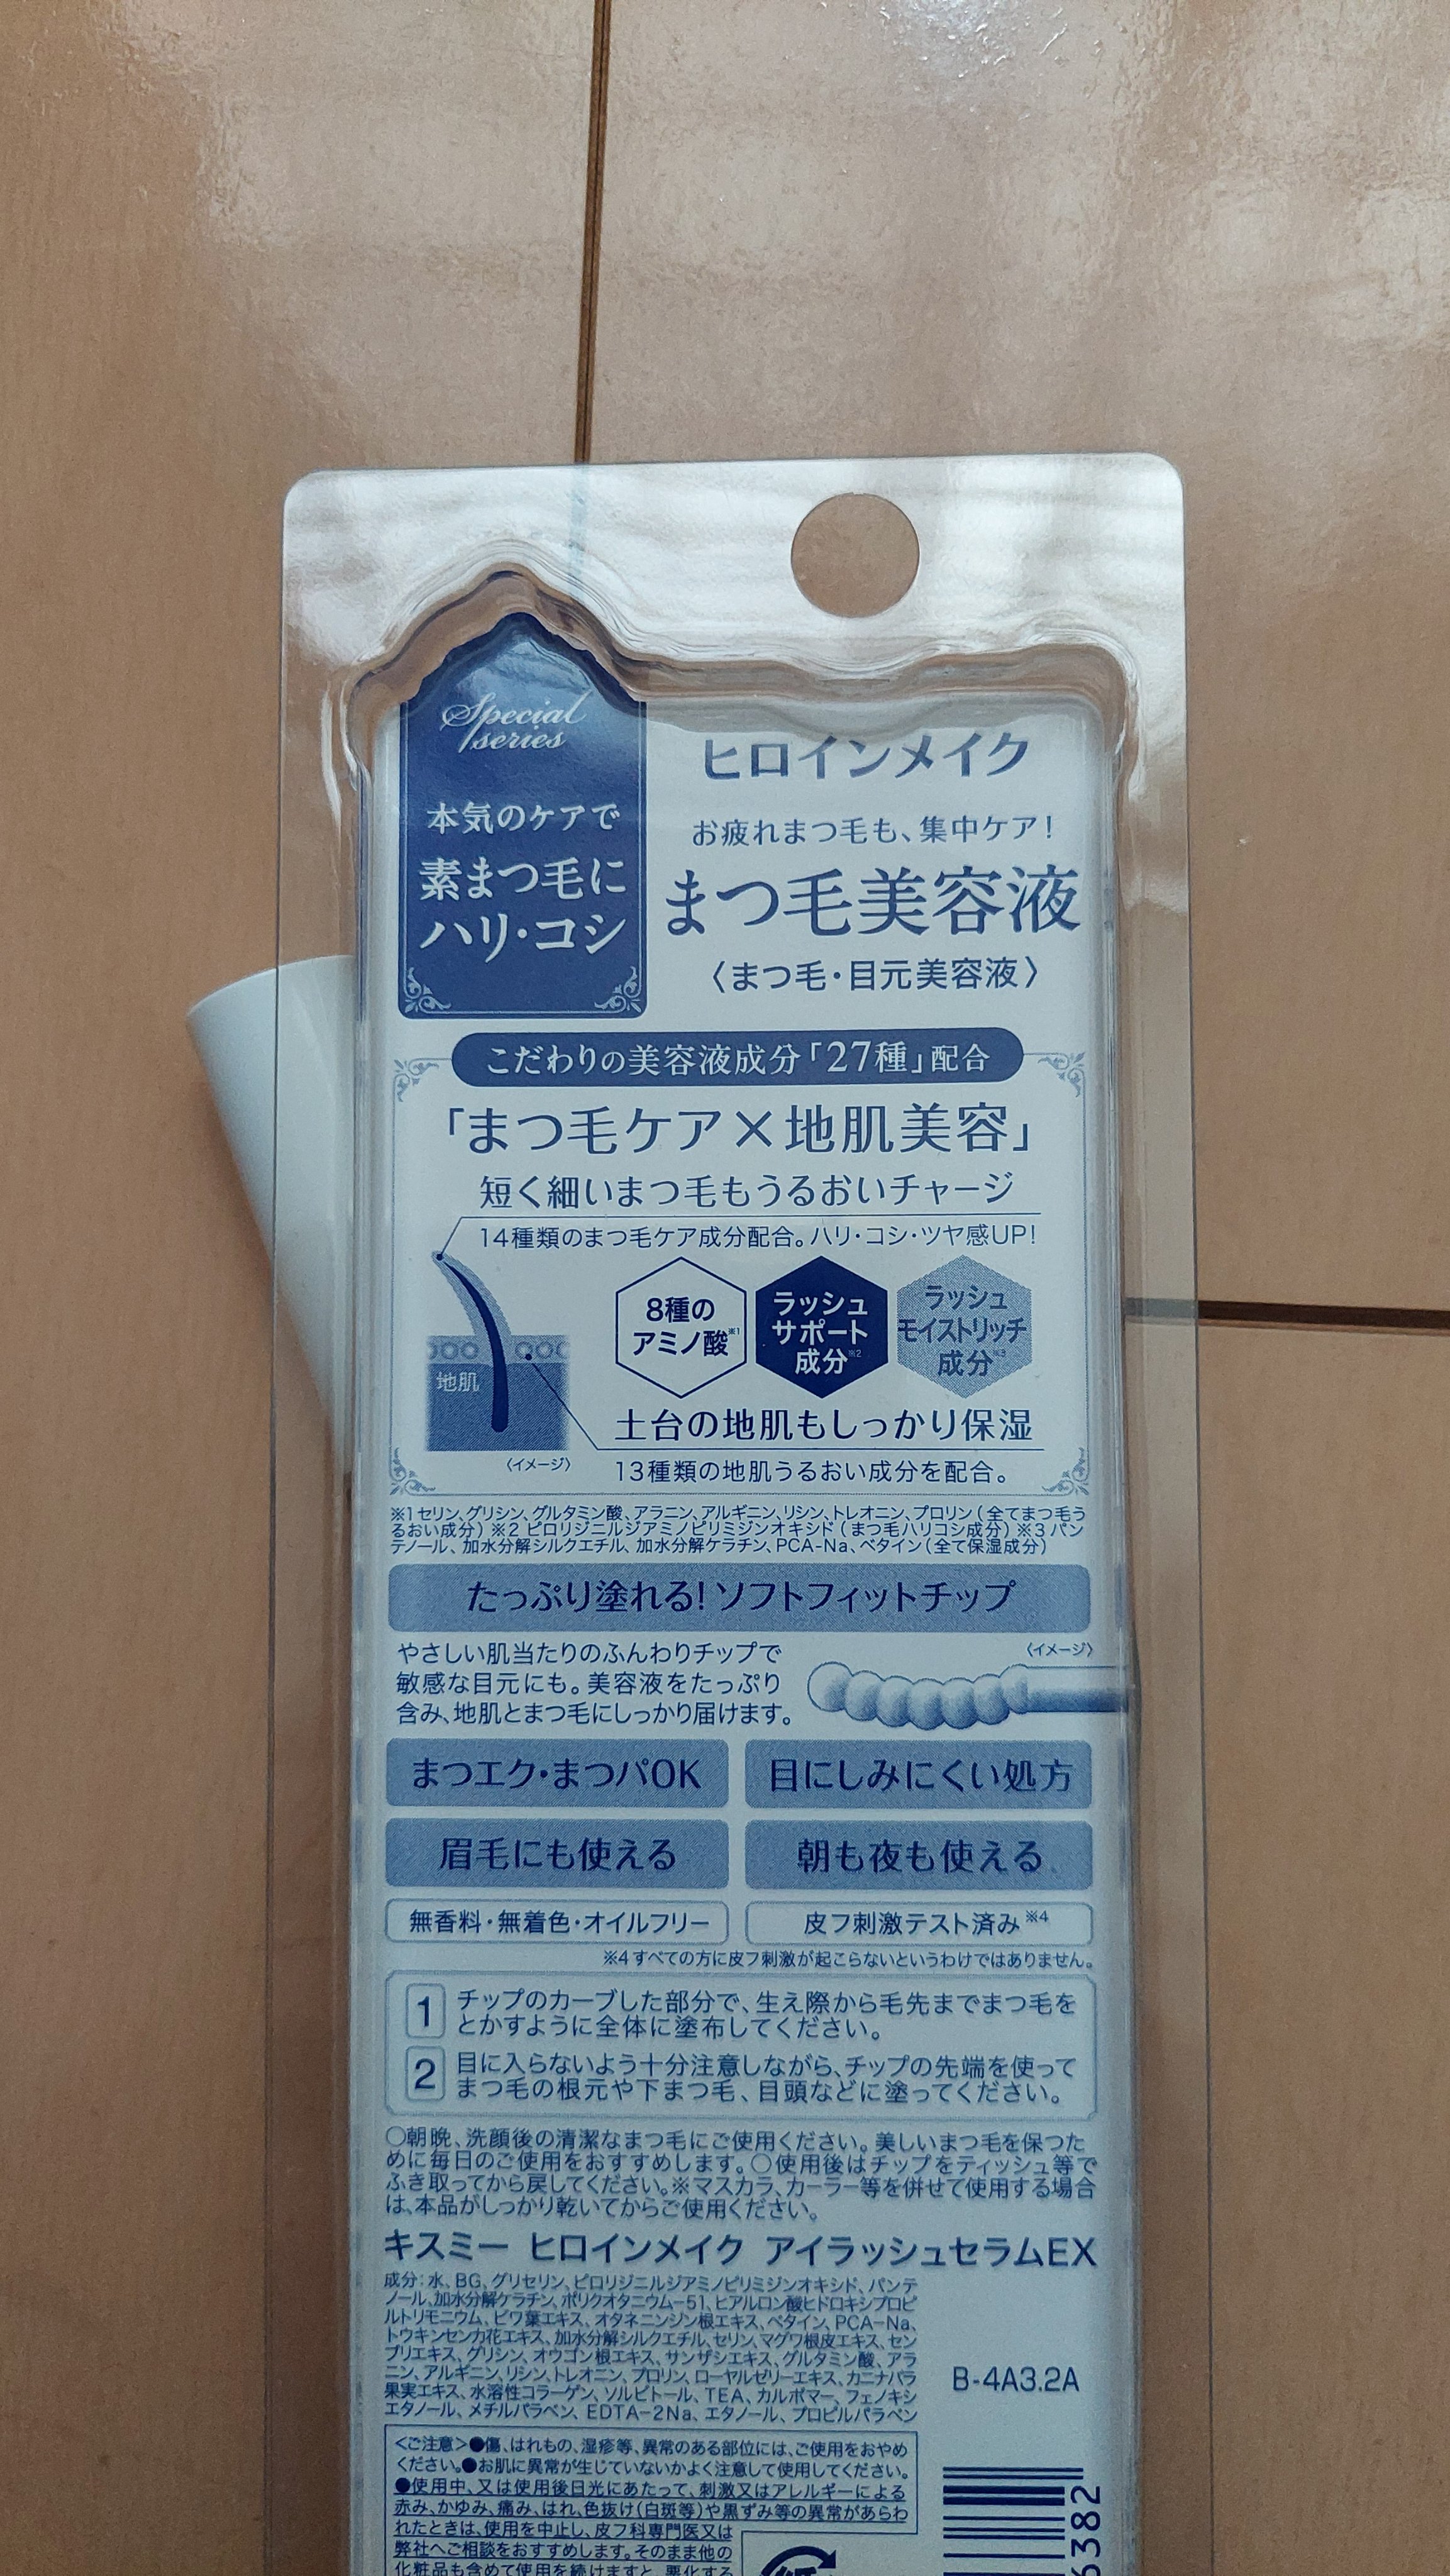 Special
series
本気のケアで
素まつ毛に
ハリ・コシ
ヒロインメイク
お疲れまつ毛も、集中ケア!
まつ毛美容液
〈まつ毛・目元美容液〉
こだわりの美容液成分「27種」配合
「まつ毛ケア×地肌美容」
短く細いまつ毛もうるおいチャージ
14種類のまつ毛ケア成分配合。ハリ・コシ・ツヤ感UP!
8種の
アミノ酸※1
ラッシュ
サポート
成分※2
ラッシュ
モイストリッチ
成分※3
地肌
〈イメージ〉
土台の地肌もしっかり保湿
13種類の地肌うるおい成分を配合。
※1セリン、グリシン、グルタミン酸、アラニン、アルギニン、リシン、トレオニン、プロリン(全てまつ毛う
るおい成分)※2 ピロリジニルジアミノピリミジンオキシド(まつ毛ハリコシ成分)※3 パン
テノール、加水分解シルクエチル、加水分解ケラチン、PCA-Na、ベタイン(全て保湿成分)
たっぷり塗れる!ソフトフィットチップ
やさしい肌当たりのふんわりチップで
敏感な目元にも。美容液をたっぷり
含み、地肌とまつ毛にしっかり届けます。
〈イメージ〉
まつエク・まつパOK
目にしみにくい処方
眉毛にも使える
朝も夜も使える
無香料・無着色・オイルフリー
皮フ刺激テスト済み※4
※4 すべての方に皮フ刺激が起こらないというわけではありません。
1 チップのカーブした部分で、生え際から毛先までまつ毛を
とかすように全体に塗布してください。
2 目に入らないよう十分注意しながら、チップの先端を使って
まつ毛の根元や下まつ毛、目頭などに塗ってください。
○朝晩、洗顔後の清潔なまつ毛にご使用ください。美しいまつ毛を保つた
めに毎日のご使用をおすすめします。○使用後はチップをティッシュ等で
ふき取ってから戻してください。※マスカラ、カーラー等を併せて使用する場合
は、本品がしっかり乾いてからご使用ください。
キスミー ヒロインメイク アイラッシュセラムEX
成分:水、BG、グリセリン、ピロリジニルジアミノピリミジンオキシド、パンテ
ノール、加水分解ケラチン、ポリクオタニウム-51、ヒアルロン酸ヒドロキシプロピ
ルトリモニウム、ビワ葉エキス、オタネニンジン根エキス、ベタイン、PCA-Na、
トウキンセンカ花エキス、加水分解シルクエチル、セリン、マグワ根皮エキス、セン
ブリエキス、グリシン、オウゴン根エキス、サンザシエキス、グルタミン酸、アラ
ニン、アルギニン、リシン、トレオニン、プロリン、ローヤルゼリーエキス、カニナバラ
果実エキス、水溶性コラーゲン、ソルビトール、TEA、カルボマー、フェノキシ
エタノール、メチルパラベン、EDTA-2Na、エタノール、プロピルパラベン
B-4A3.2A
<ご注意>●傷、はれもの、湿疹等、異常のある部位には、ご使用をおやめ
ください。●お肌に異常が生じていないかよく注意して使用してください。
●使用中、又は使用後日光にあたって、刺激又はアレルギーによる
赤み、かゆみ、痛み、はれ、色抜け(白斑等)や黒ずみ等の異常があらわ
れたときは、使用を中止し、皮フ科専門医又は
弊社へご相談をおすすめします。そのまま他の
化粧品も含めて使用を続けますと、悪化する
6382